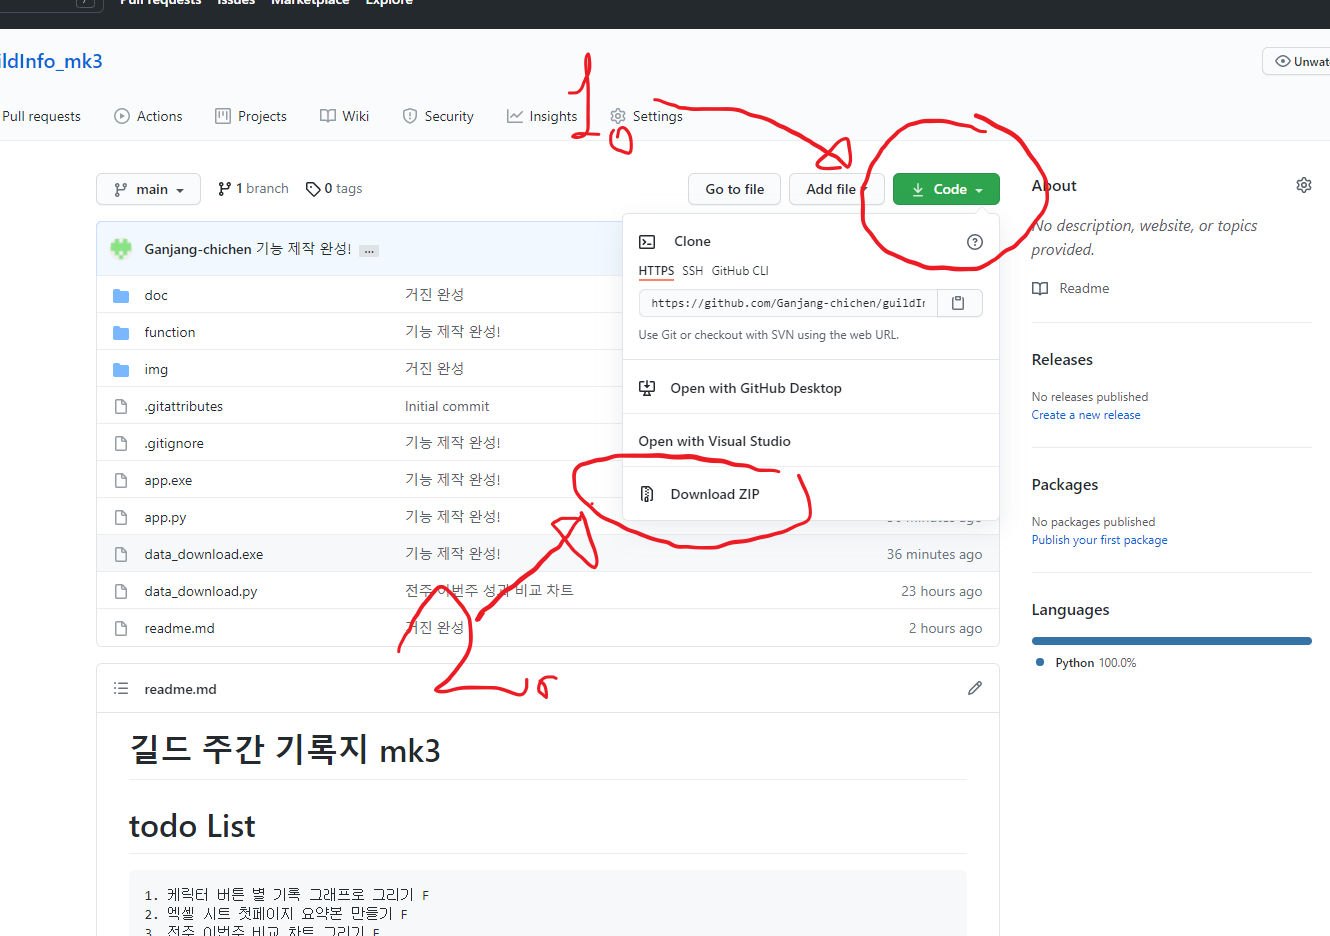 Pull requests Issues Marketplace Explore
ildInfo_mk3
Unwat
Pull requests Actions Projects Wiki Security Insights Settings
1.
main 1 branch 0 tags Go to file Add file Code
About
No description, website, or topics
provided.
Readme
Releases
No releases published
Create a new release
Packages
No packages published
Publish your first package
Languages
Python 100.0%
Clone
HTTPS SSH GitHub CLI
https://github.com/Ganjang-chichen/guildIn
Use Git or checkout with SVN using the web URL.
Open with GitHub Desktop
Open with Visual Studio
Download ZIP
2.
Ganjang-chichen 기능 제작 완성! ...
doc 거진 완성
function 기능 제작 완성!
img 거진 완성
.gitattributes Initial commit
.gitignore 기능 제작 완성!
app.exe 기능 제작 완성!
app.py 기능 제작 완성! 36 minutes ago
data_download.exe 기능 제작 완성! 36 minutes ago
data_download.py 전주 이번주 성과 비교 차트 23 hours ago
readme.md 거진 완성 2 hours ago
readme.md
길드 주간 기록지 mk3
todo List
1. 케릭터 버튼 별 기록 그래프로 그리기 F
2. 엑셀 시트 첫페이지 요약본 만들기 F
3. 전주 이번주 비교 차트 그리기 F